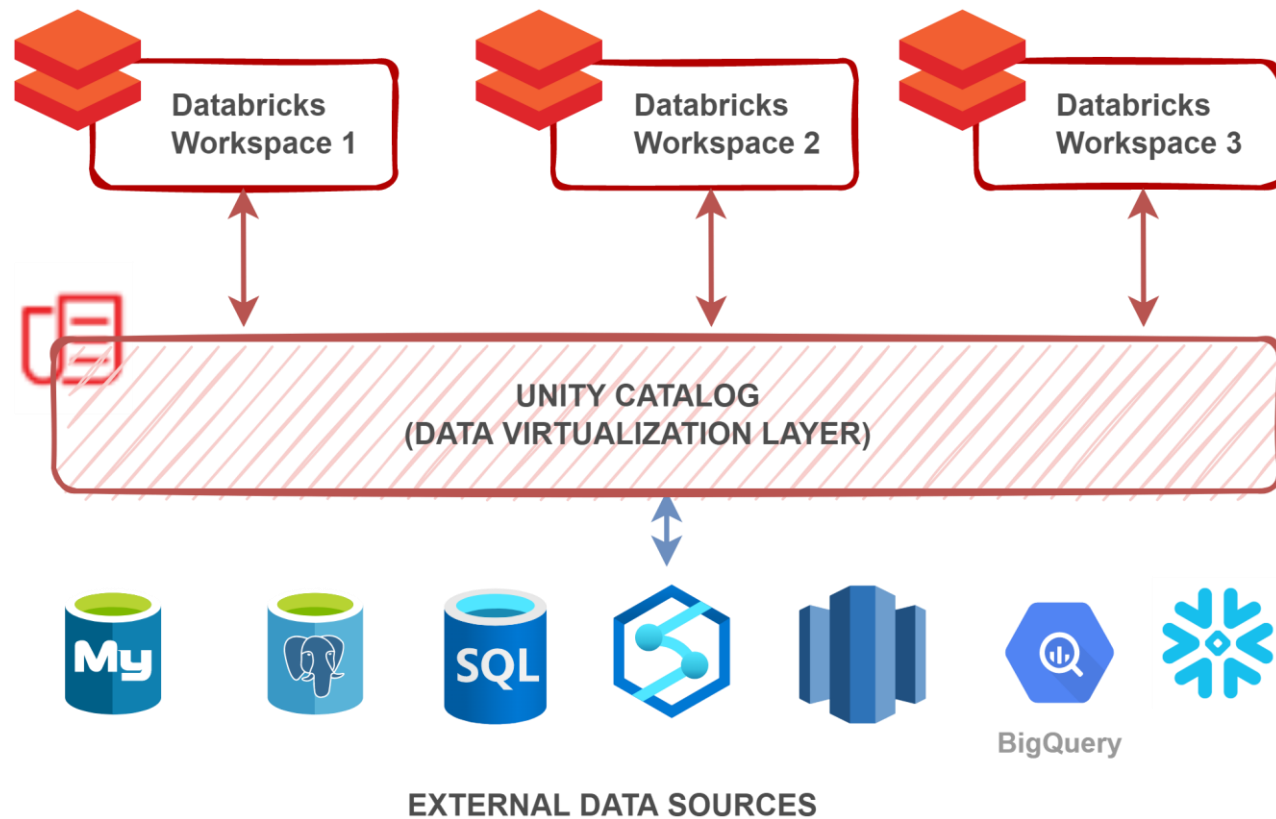 Databricks
Workspace 1
Databricks
Workspace 2
Databricks
Workspace 3
UNITY CATALOG
(DATA VIRTUALIZATION LAYER)
My
SQL
BigQuery
EXTERNAL DATA SOURCES